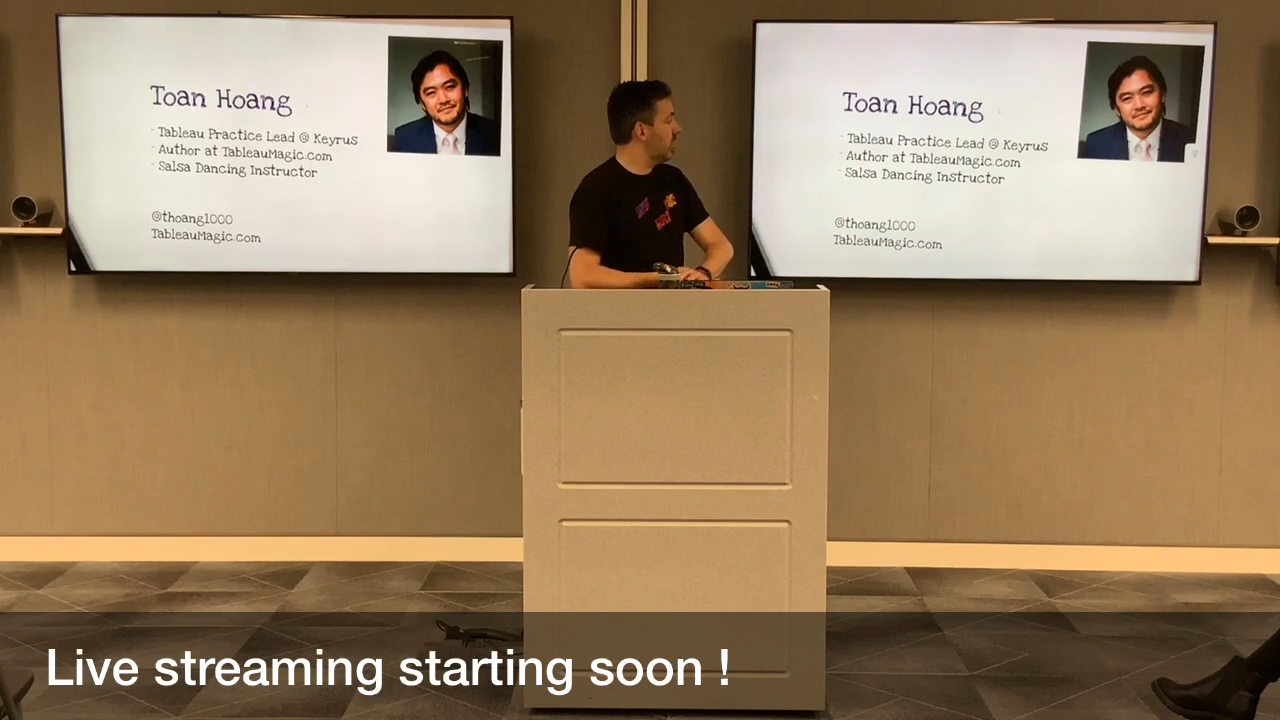 Toan Hoang
- Tableau Practice Lead @ Keyrus
- Author at TableauMagic.com
- Salsa Dancing Instructor
@thoang1000
TableauMagic.com
Toan Hoang
- Tableau Practice Lead @ Keyrus
- Author at TableauMagic.com
- Salsa Dancing Instructor
@thoang1000
TableauMagic.com
Live streaming starting soon !